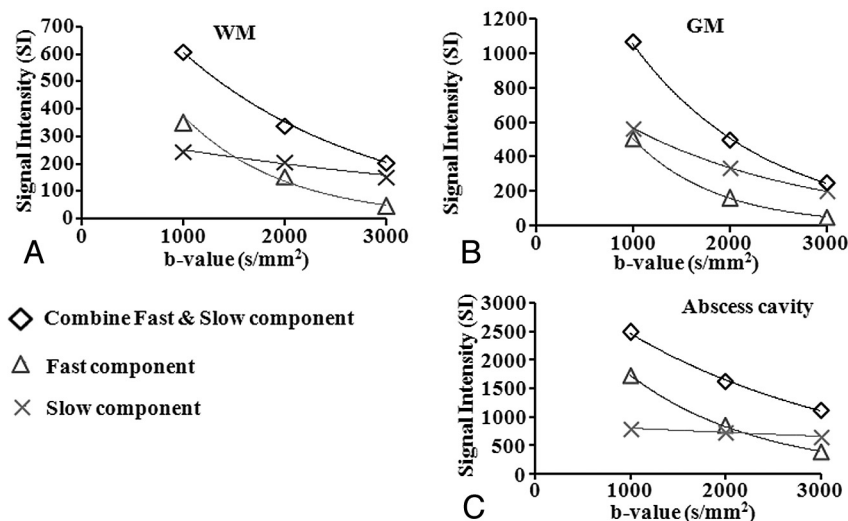 WM
Signal Intensity (SI)
700
600
500
400
300
200
100
0
0 1000 2000 3000
b-value (s/mm²)
A
GM
Signal Intensity (SI)
1200
1000
800
600
400
200
0
0 1000 2000 3000
b-value (s/mm²)
B
Combine Fast & Slow component
Fast component
Slow component
Abscess cavity
Signal Intensity (SI)
3000
2500
2000
1500
1000
500
0
0 1000 2000 3000
b-value (s/mm²)
C